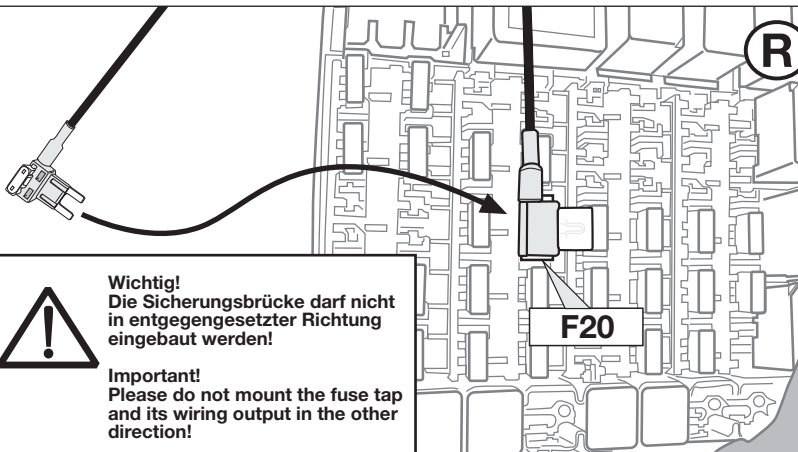 R
F20
Wichtig!
Die Sicherungsbrücke darf nicht
in entgegengesetzter Richtung
eingebaut werden!
Important!
Please do not mount the fuse tap
and its wiring output in the other
direction!